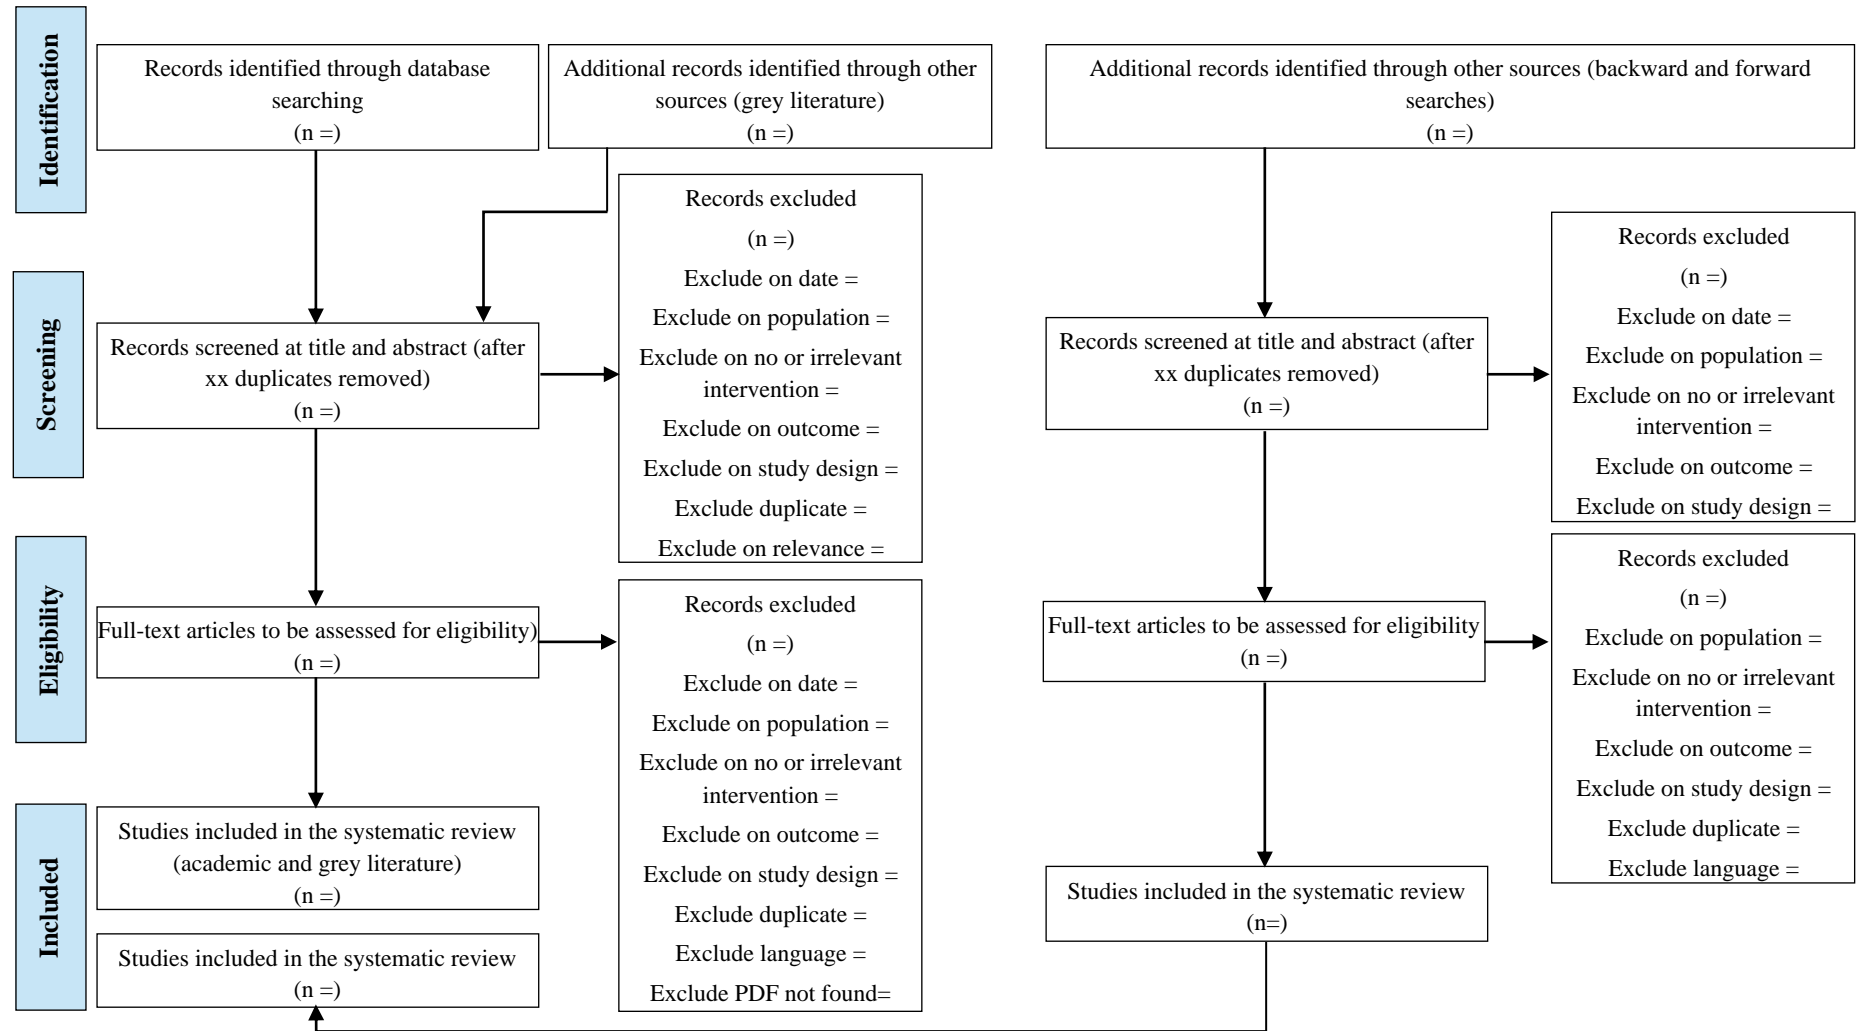 Identification
Records identified through database
searching
(n =)
Additional records identified through other
sources (grey literature)
(n =)
Additional records identified through other sources (backward and forward
searches)
(n =)
Screening
Records screened at title and abstract (after
xx duplicates removed)
(n =)
Records excluded
(n =)
Exclude on date =
Exclude on population =
Exclude on no or irrelevant
intervention =
Exclude on outcome =
Exclude on study design =
Exclude duplicate =
Exclude on relevance =
Records screened at title and abstract (after
xx duplicates removed)
(n =)
Records excluded
(n =)
Exclude on date =
Exclude on population =
Exclude on no or irrelevant
intervention =
Exclude on outcome =
Exclude on study design =
Eligibility
Full-text articles to be assessed for eligibility)
(n =)
Records excluded
(n =)
Exclude on date =
Exclude on population =
Exclude on no or irrelevant
intervention =
Exclude on outcome =
Exclude on study design =
Exclude duplicate =
Exclude language =
Exclude PDF not found=
Full-text articles to be assessed for eligibility
(n =)
Records excluded
(n =)
Exclude on population =
Exclude on no or irrelevant
intervention =
Exclude on outcome =
Exclude on study design =
Exclude duplicate =
Exclude language =
Included
Studies included in the systematic review
(academic and grey literature)
(n =)
Studies included in the systematic review
(n =)
Studies included in the systematic review
(n=)